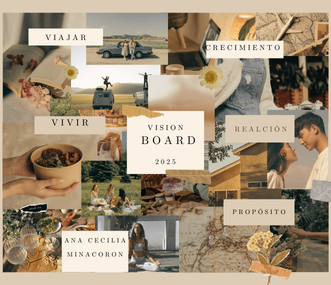 VIAJAR
CRECIMIENTO
VIVIR
VISION
BOARD
2025
REALCIÓN
PROPÓSITO
ANA CECILIA
MINACORON